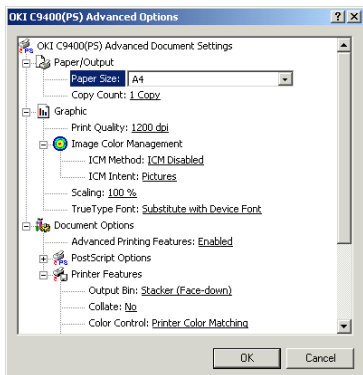 OKI C9400(PS) Advanced Options
OKI C9400(PS) Advanced Document Settings
Paper/Output
Paper Size: A4
Copy Count: 1 Copy
Graphic
Print Quality: 1200 dpi
Image Color Management
ICM Method: ICM Disabled
ICM Intent: Pictures
Scaling: 100 %
TrueType Font: Substitute with Device Font
Document Options
Advanced Printing Features: Enabled
PostScript Options
Printer Features
Output Bin: Stacker (Face-down)
Collate: No
Color Control: Printer Color Matching
OK Cancel